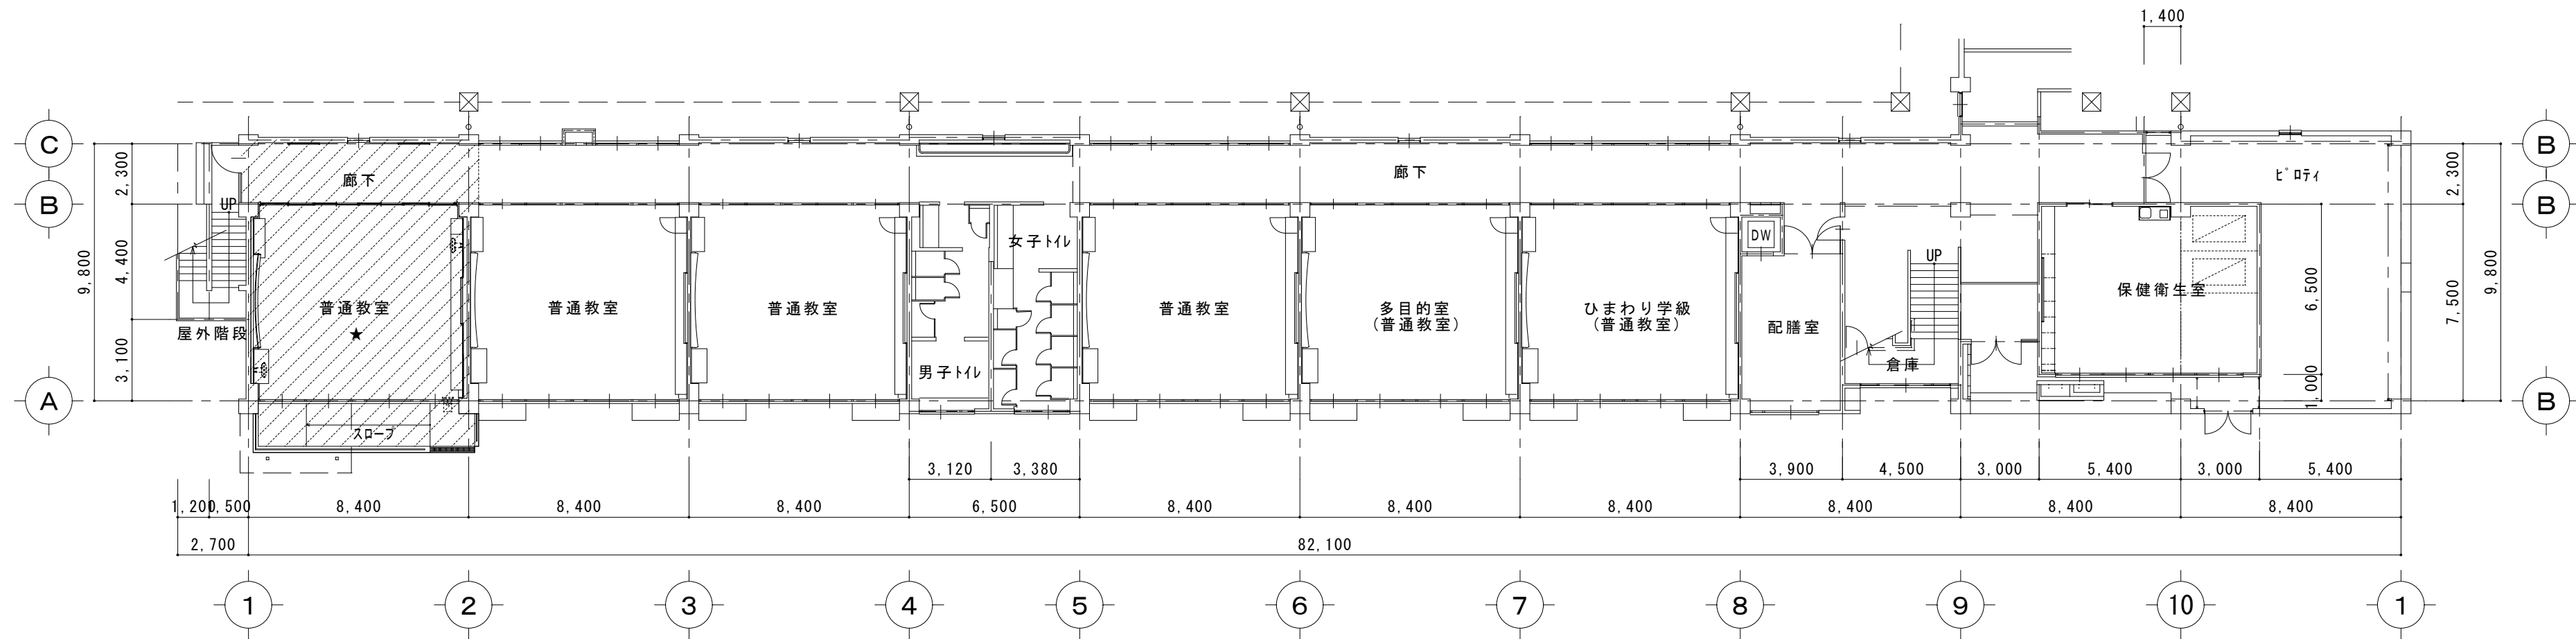 1,400
C
B
2,300
廊下
廊下
ピロティ
2,300
B
B
UP
女子トイレ
DW
UP
9,800
4,400
3,100
普通教室
★
普通教室
普通教室
普通教室
多目的室
(普通教室)
ひまわり学級
(普通教室)
配膳室
保健衛生室
6,500
7,500
9,800
屋外階段
男子トイレ
倉庫
1,000
A
B
スロープ
3,120
3,380
3,900
4,500
3,000
5,400
3,000
5,400
1,200
1,500
8,400
8,400
8,400
6,500
8,400
8,400
8,400
8,400
8,400
8,400
2,700
82,100
1
2
3
4
5
6
7
8
9
10
1